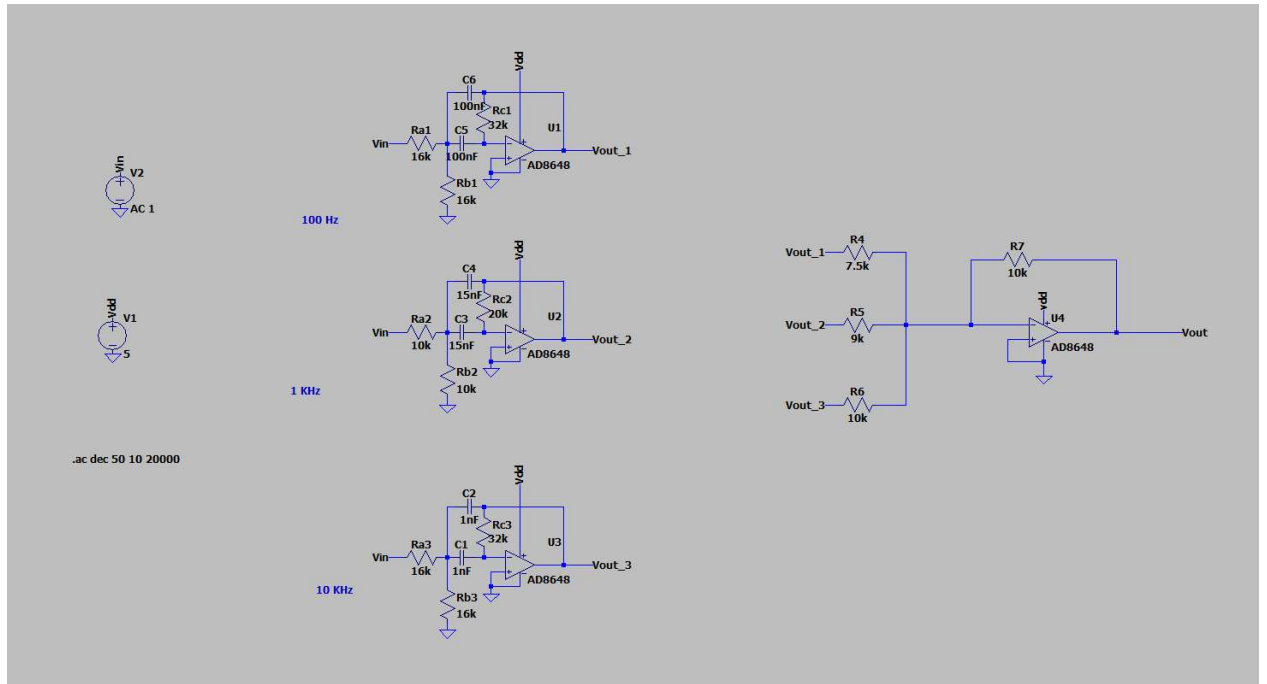 Vdd
C6
100nF
Rc1
32k
U1
Ra1
C5
Vin
Vout_1
16k
100nF
AD8648
Rb1
16k
100 Hz
Vin
V2
AC 1
Vdd
C4
15nF
Rc2
20k
U2
Ra2
C3
Vin
Vout_2
10k
15nF
AD8648
Rb2
10k
1 KHz
Vdd
V1
5
.ac dec 50 10 20000
Vdd
C2
1nF
Rc3
32k
U3
Ra3
C1
Vin
Vout_3
16k
1nF
AD8648
Rb3
16k
10 KHz
R4
Vout_1
7.5k
R7
10k
R5
Vout_2
9k
vdd
U4
Vout
AD8648
R6
Vout_3
10k